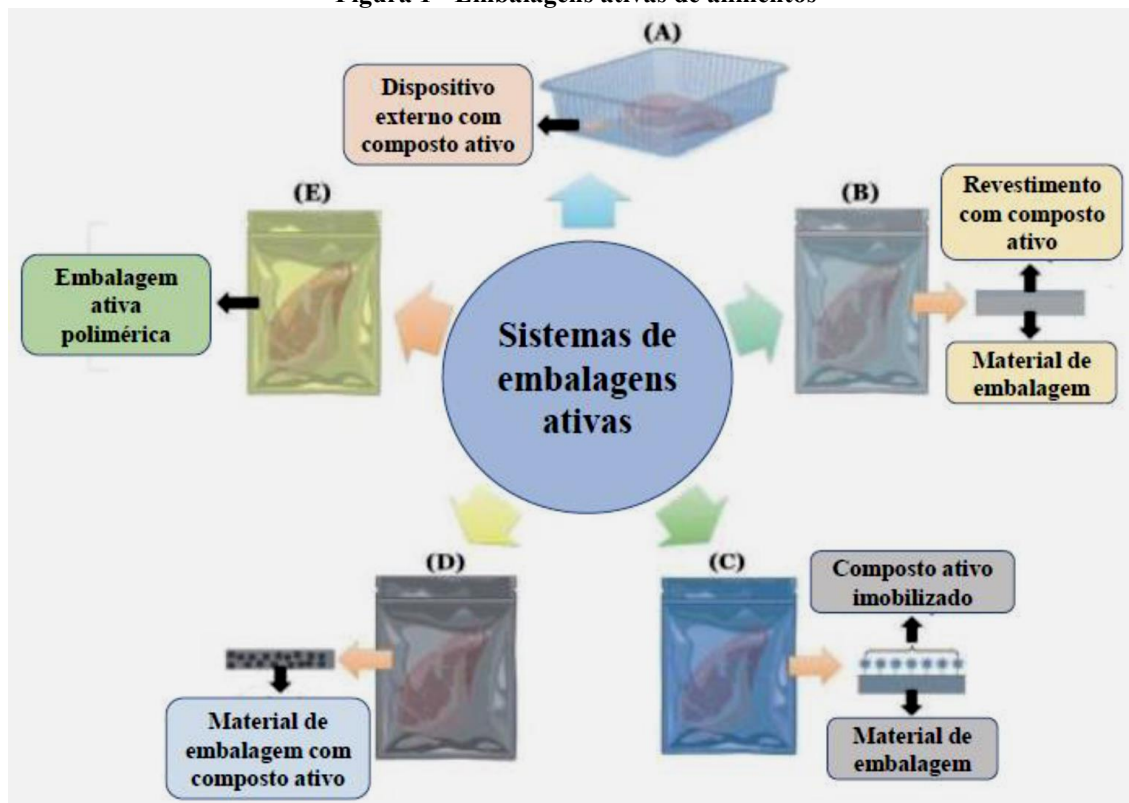 Figura 1 - Embalagens ativas de alimentos
(A)
Dispositivo
externo com
composto ativo
(E)
(B)
Revestimento
com composto
ativo
Embalagem
ativa
polimérica
Sistemas de
embalagens
ativas
Material de
embalagem
(D)
(C)
Composto ativo
imobilizado
Material de
embalagem com
composto ativo
Material de
embalagem